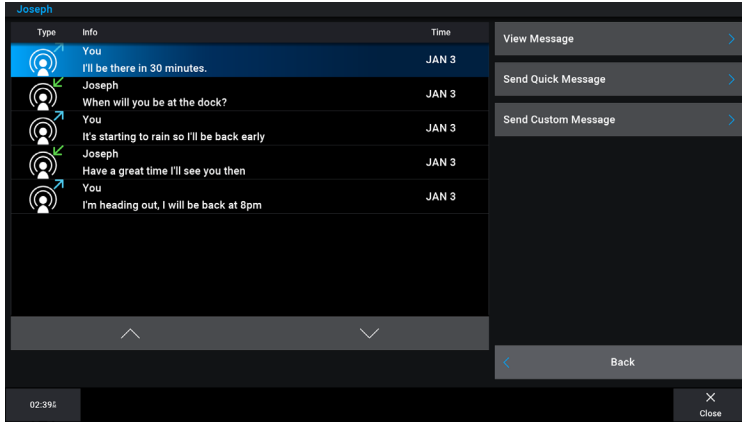 Joseph
Type Info Time
You
I'll be there in 30 minutes.
JAN 3
Joseph
When will you be at the dock?
JAN 3
You
It's starting to rain so I'll be back early
JAN 3
Joseph
Have a great time I'll see you then
JAN 3
You
I'm heading out, I will be back at 8pm
JAN 3
View Message
Send Quick Message
Send Custom Message
Back
02:39
Close